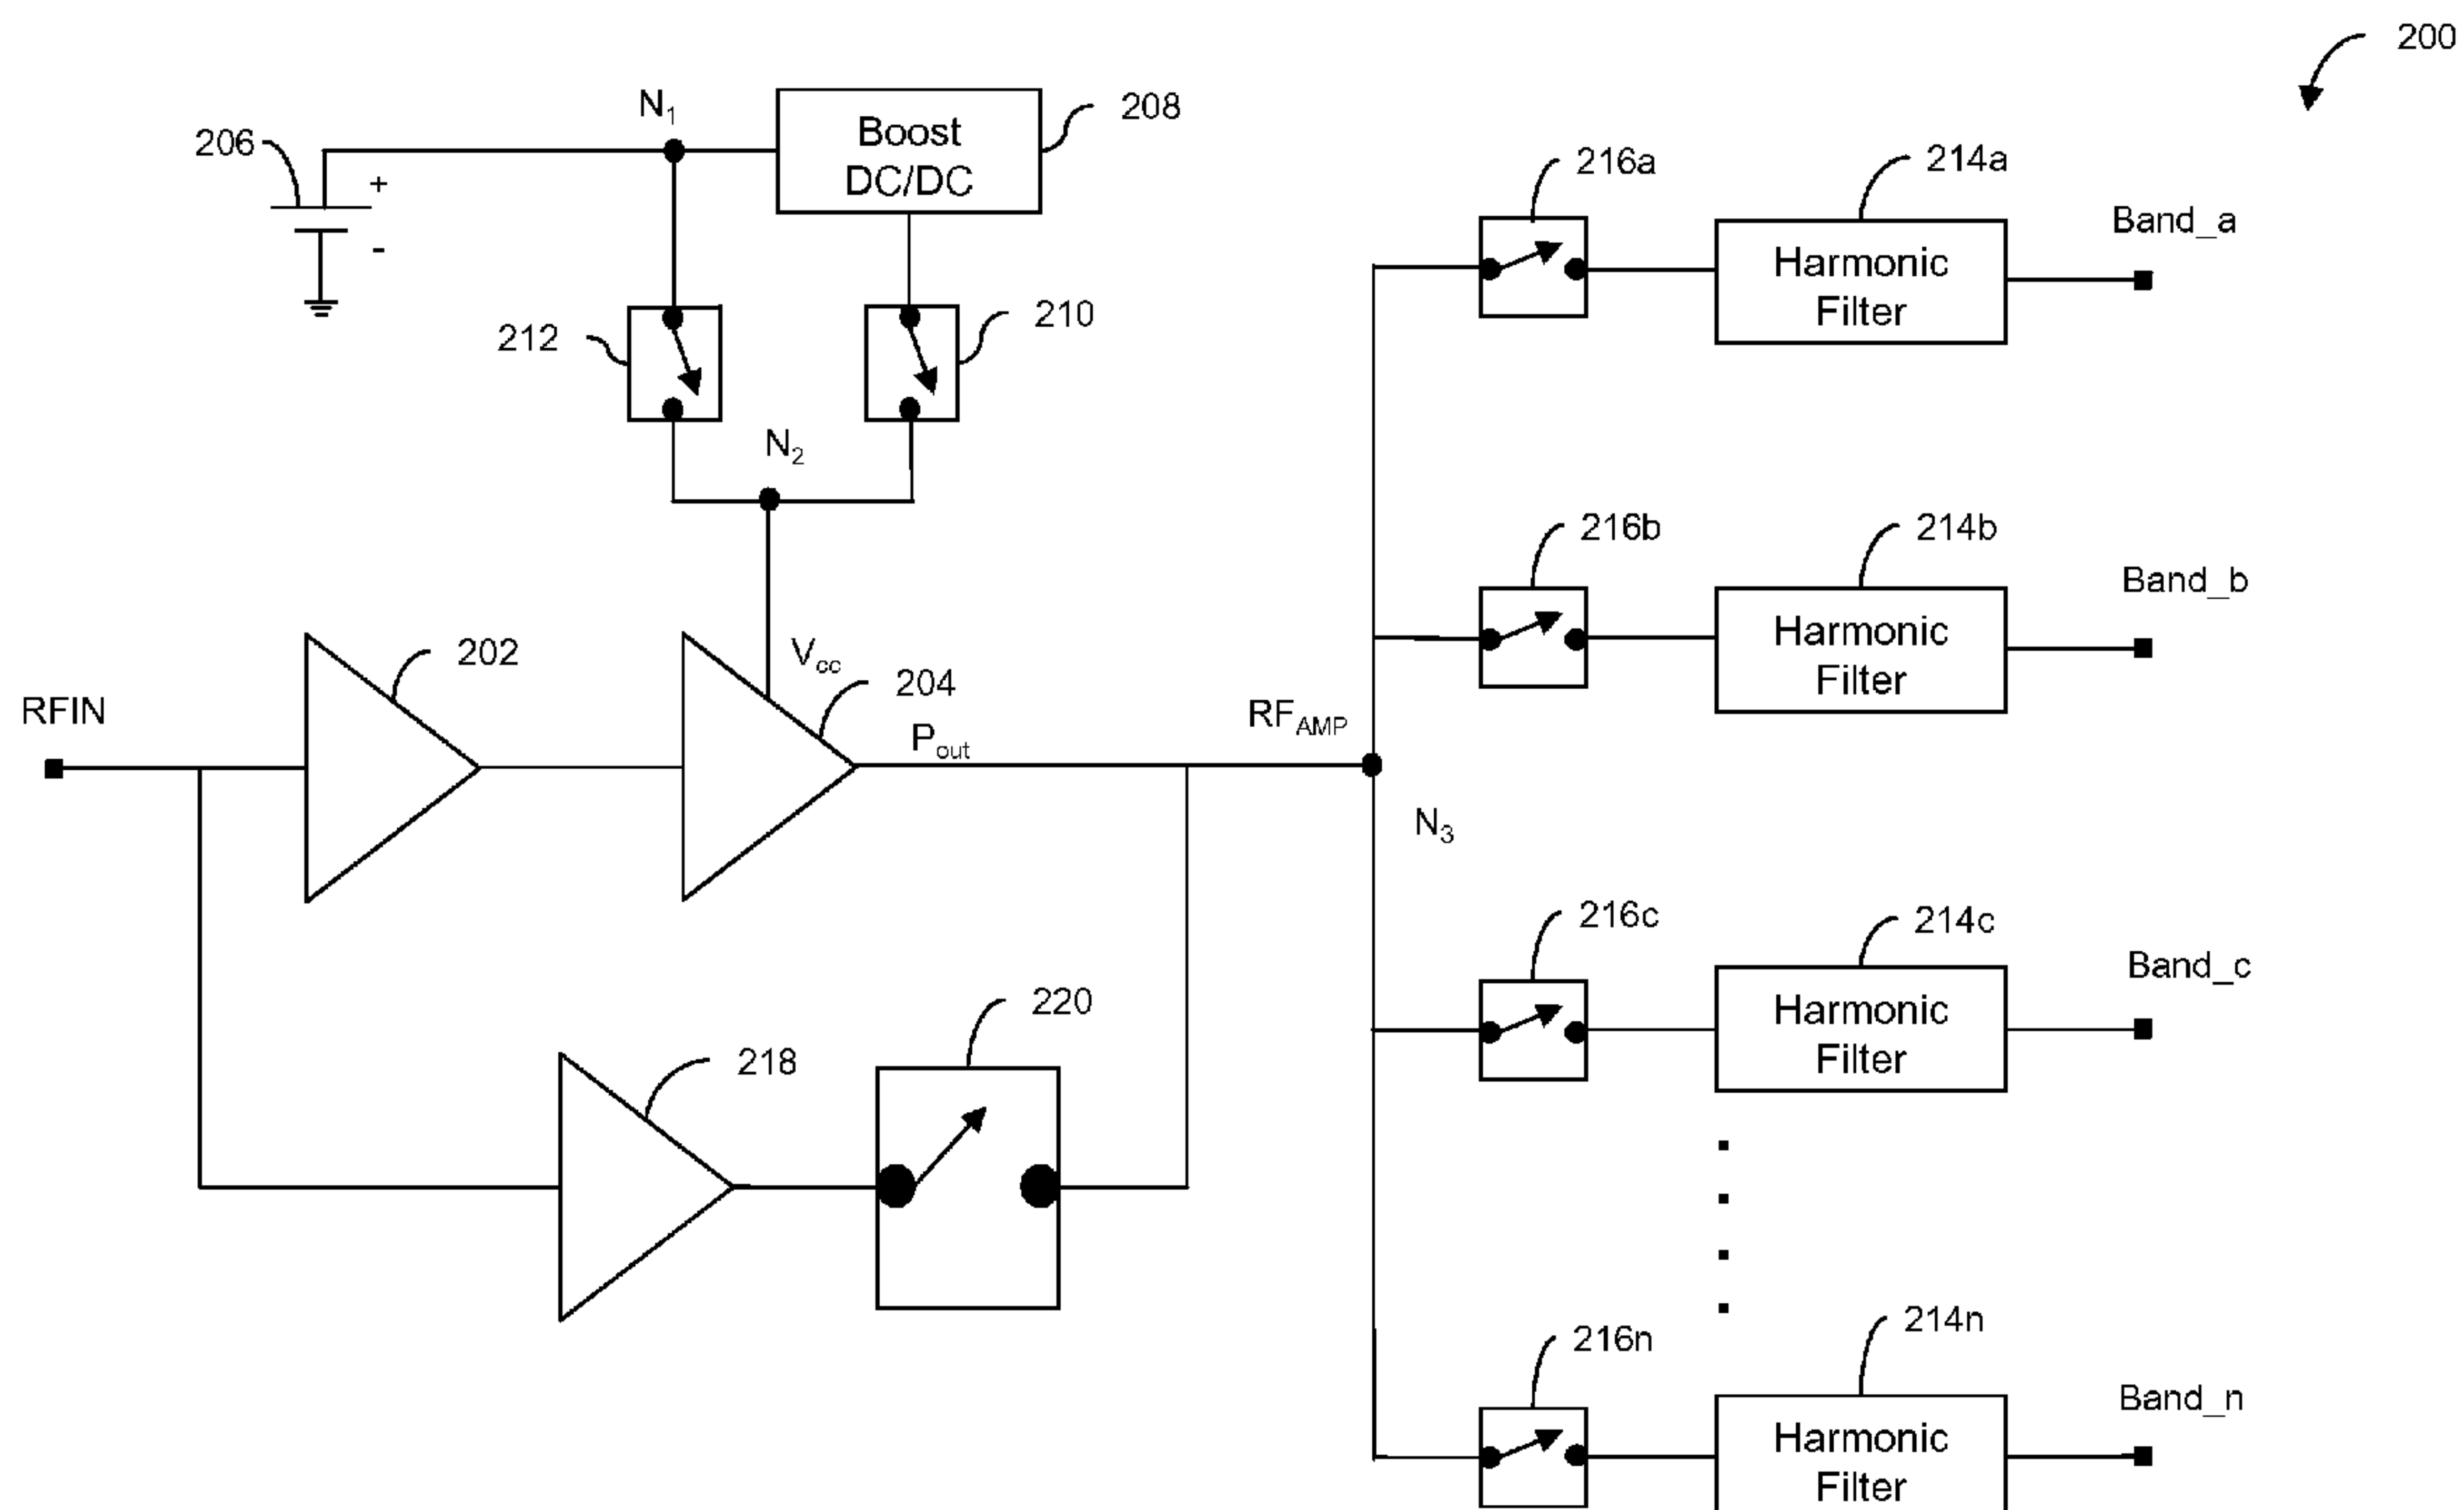 200
N1
206
+
-
Boost
DC/DC
208
212
210
N2
216a
214a
Harmonic
Filter
Band_a
216b
214b
Harmonic
Filter
Band_b
RFIN
202
Vcc
204
Pout
RFAMP
N3
216c
214c
Harmonic
Filter
Band_c
218
220
216n
214n
Harmonic
Filter
Band_n